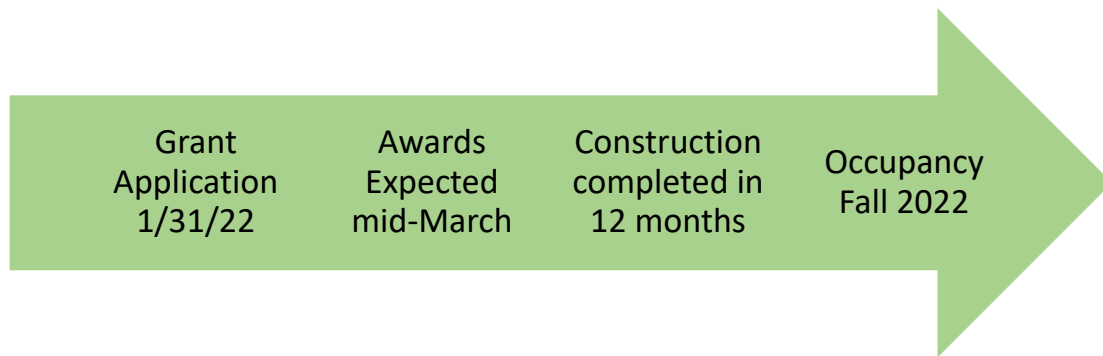 Grant
Application
1/31/22
Awards
Expected
mid-March
Construction
completed in
12 months
Occupancy
Fall 2022